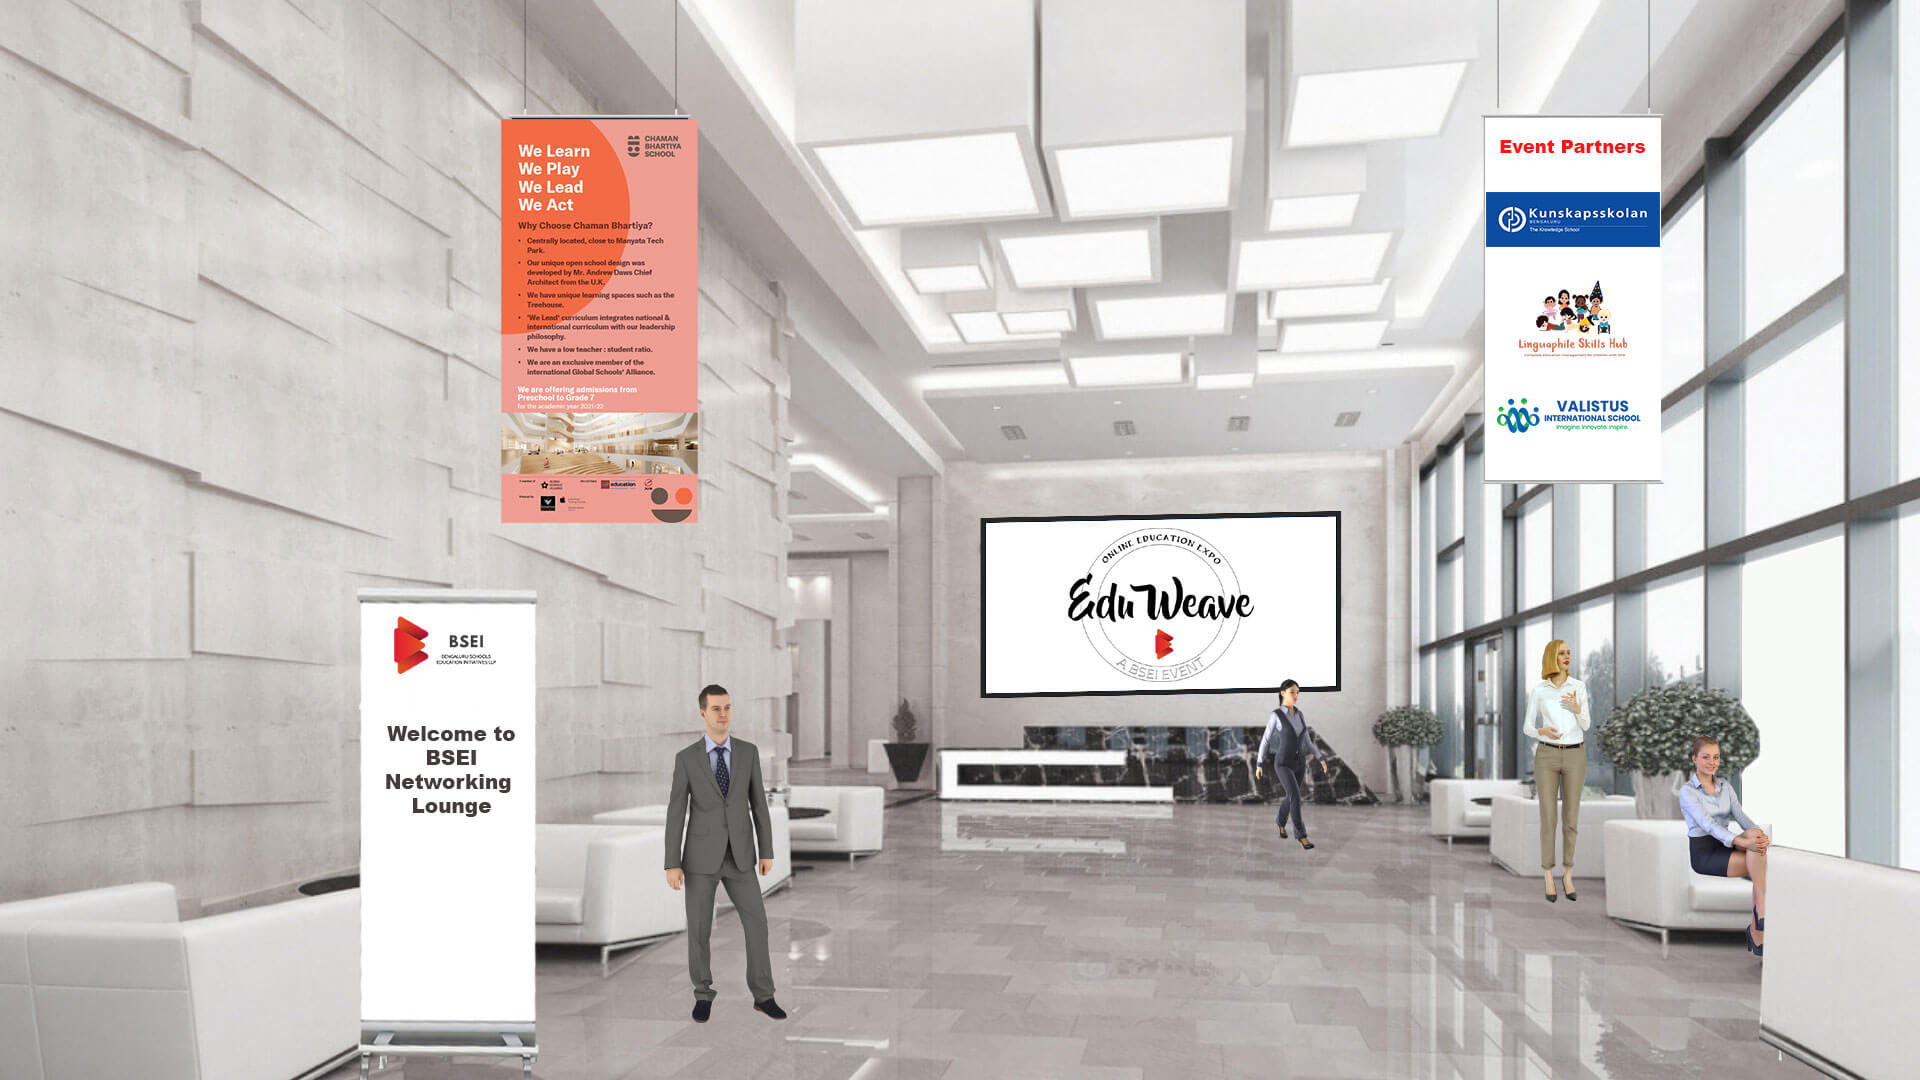 We Learn
We Play
We Lead
We Act
CHAMAN
BHARTIYA
SCHOOL
Why Choose Chaman Bhartiya?
• Centrally located, close to Manyata Tech
Park.
• Our unique open school design was
developed by Mr. Andrew Daws Chief
Architect from the U.K.
• We have unique learning spaces such as the
Treehouse.
• 'We Lead' curriculum integrates national &
international curriculum with our leadership
philosophy.
• We have a low teacher : student ratio.
• We are an exclusive member of the
international Global Schools' Alliance.
We are offering admissions from
Preschool to Grade 7
for the academic year 2021-22
education
BSEI
BENGALURU SCHOOLS
EDUCATION INITIATIVES LLP
Welcome to
BSEI
Networking
Lounge
ONLINE EDUCATION EXPO
EduWeave
A BSEI EVENT
Event Partners
Kunskapsskolan
BENGALURU
The Knowledge School
Linguaphile Skills Hub
VALISTUS
INTERNATIONAL SCHOOL
Imagine. Innovate. Inspire.